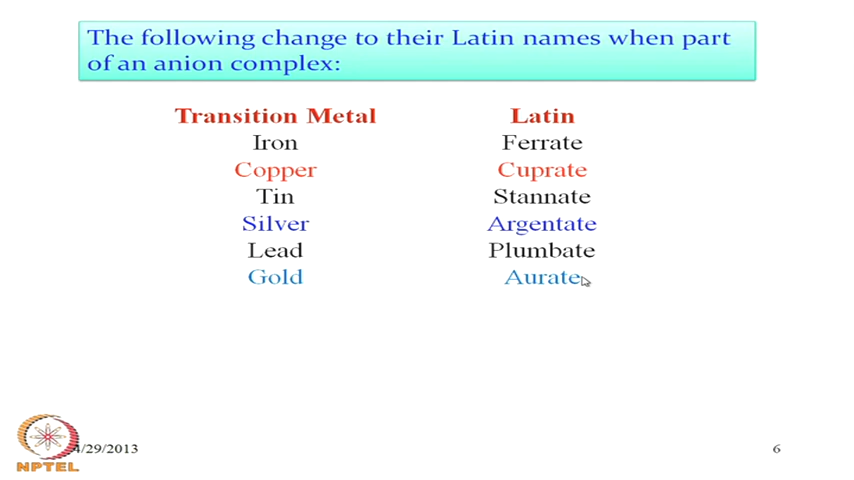 The following change to their Latin names when part
of an anion complex:
Transition Metal Latin
Iron Ferrate
Copper Cuprate
Tin Stannate
Silver Argentate
Lead Plumbate
Gold Aurate
4/29/2013 6
NPTEL